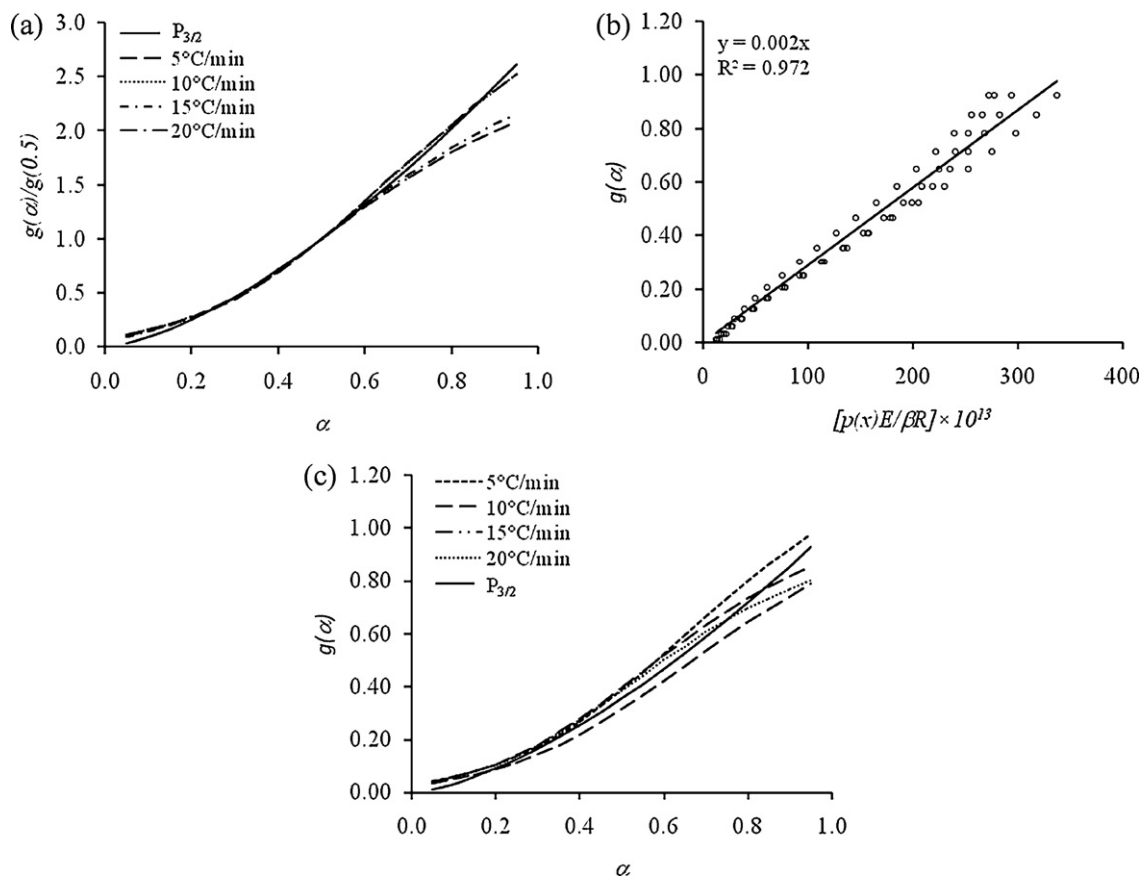 (a)
3.0
2.5
2.0
1.5
1.0
0.5
0.0
g(α)/g(0.5)
P3/2
5°C/min
10°C/min
15°C/min
20°C/min
0.0 0.2 0.4 0.6 0.8 1.0
α
(b)
1.20
1.00
0.80
0.60
0.40
0.20
0.00
g(α)
y = 0.002x
R² = 0.972
0 100 200 300 400
[p(x)E/βR]×10¹³
(c)
1.20
1.00
0.80
0.60
0.40
0.20
0.00
g(α)
5°C/min
10°C/min
15°C/min
20°C/min
P3/2
0.0 0.2 0.4 0.6 0.8 1.0
α